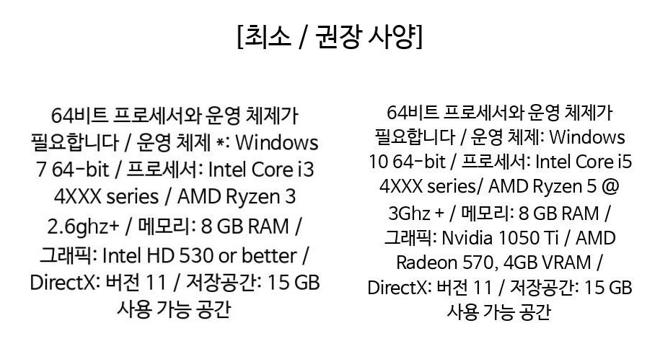 [최소 / 권장 사양]
64비트 프로세서와 운영 체제가
필요합니다 / 운영 체제 *: Windows
7 64-bit / 프로세서: Intel Core i3
4XXX series / AMD Ryzen 3
2.6ghz+ / 메모리: 8 GB RAM /
그래픽: Intel HD 530 or better /
DirectX: 버전 11 / 저장공간: 15 GB
사용 가능 공간
64비트 프로세서와 운영 체제가
필요합니다 / 운영 체제: Windows
10 64-bit / 프로세서: Intel Core i5
4XXX series/ AMD Ryzen 5 @
3Ghz + / 메모리: 8 GB RAM /
그래픽: Nvidia 1050 Ti / AMD
Radeon 570, 4GB VRAM /
DirectX: 버전 11 / 저장공간: 15 GB
사용 가능 공간